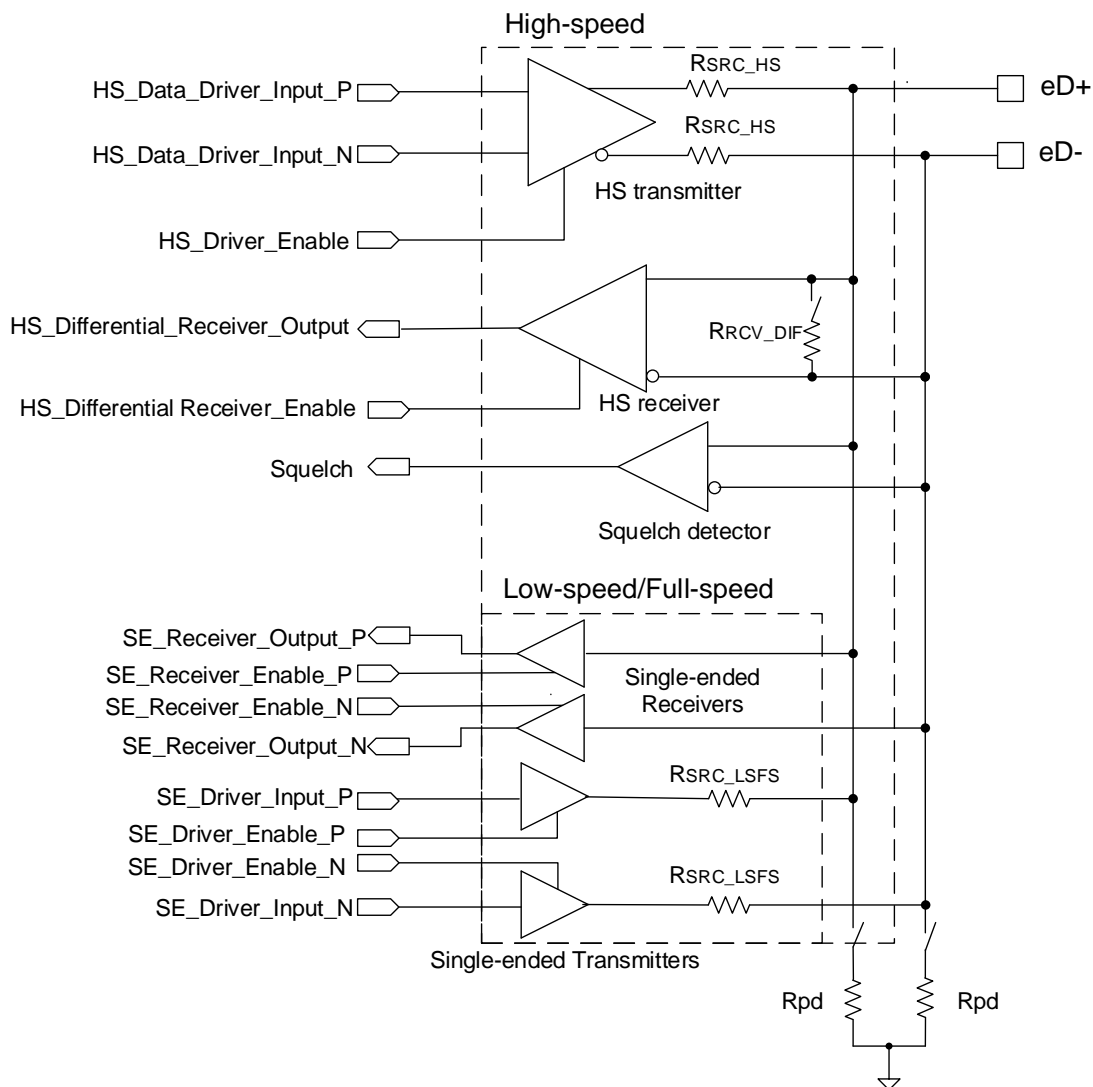 High-speed
HS_Data_Driver_Input_P
RSRC_HS
eD+
RSRC_HS
HS_Data_Driver_Input_N
eD-
HS transmitter
HS_Driver_Enable
HS_Differential_Receiver_Output
RRCV_DIF
HS_Differential Receiver_Enable
HS receiver
Squelch
Squelch detector
Low-speed/Full-speed
SE_Receiver_Output_P
SE_Receiver_Enable_P
Single-ended
Receivers
SE_Receiver_Enable_N
SE_Receiver_Output_N
RSRC_LSFS
SE_Driver_Input_P
SE_Driver_Enable_P
SE_Driver_Enable_N
RSRC_LSFS
SE_Driver_Input_N
Single-ended Transmitters
Rpd
Rpd